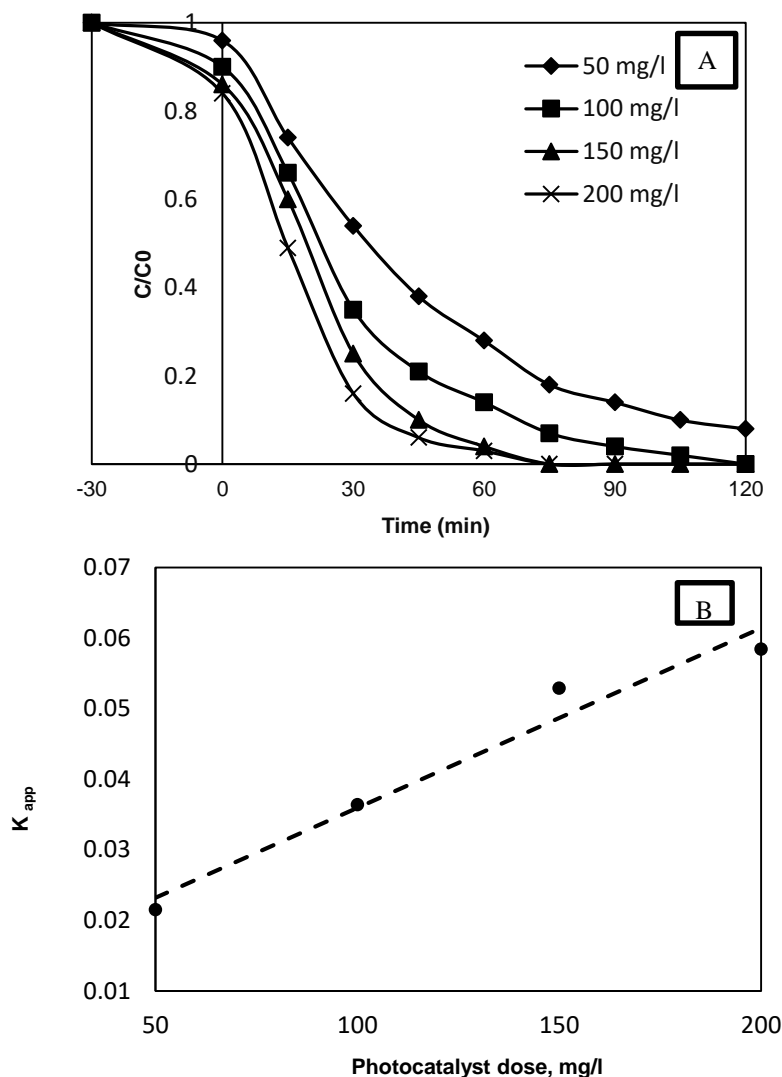 1
0.8
0.6
0.4
0.2
0
C/C0
-30 0 30 60 90 120
Time (min)
50 mg/l
100 mg/l
150 mg/l
200 mg/l
A
0.07
0.06
0.05
0.04
0.03
0.02
0.01
K app
50 100 150 200
Photocatalyst dose, mg/l
B